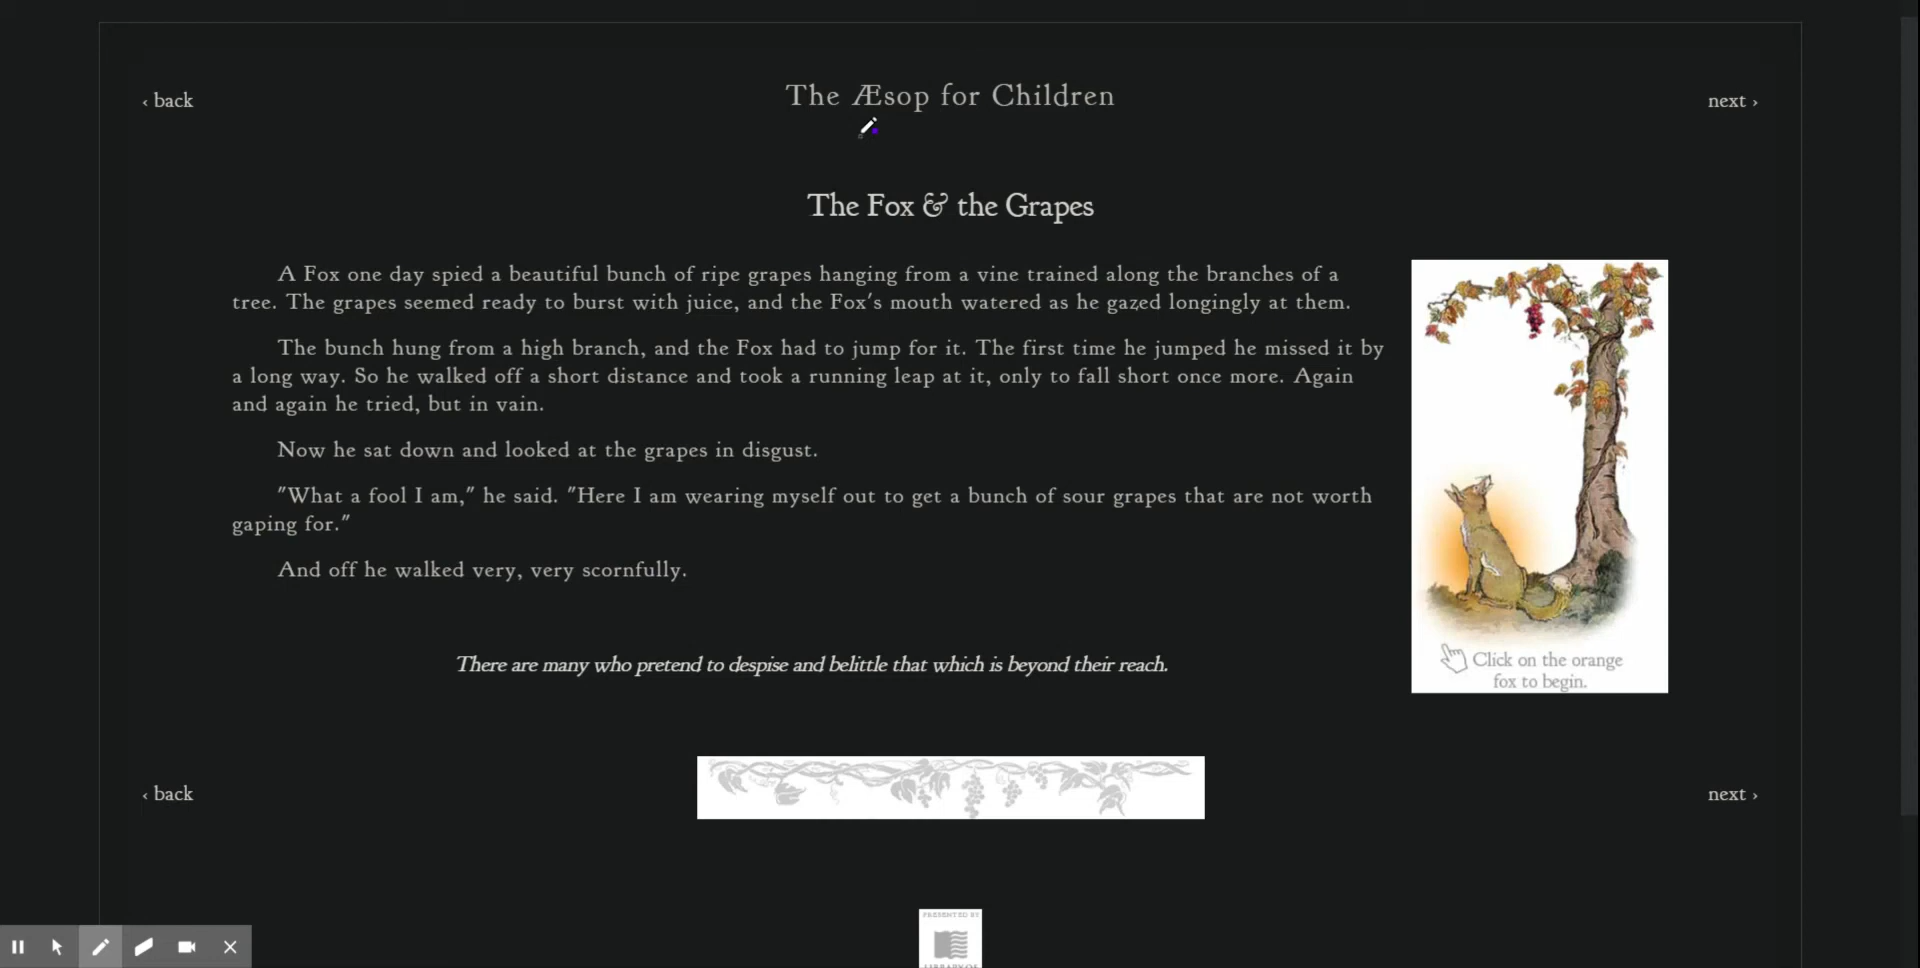 ‹ back
The Æsop for Children
next ›
The Fox & the Grapes
A Fox one day spied a beautiful bunch of ripe grapes hanging from a vine trained along the branches of a
tree. The grapes seemed ready to burst with juice, and the Fox's mouth watered as he gazed longingly at them.
The bunch hung from a high branch, and the Fox had to jump for it. The first time he jumped he missed it by
a long way. So he walked off a short distance and took a running leap at it, only to fall short once more. Again
and again he tried, but in vain.
Now he sat down and looked at the grapes in disgust.
"What a fool I am," he said. "Here I am wearing myself out to get a bunch of sour grapes that are not worth
gaping for."
And off he walked very, very scornfully.
There are many who pretend to despise and belittle that which is beyond their reach.
Click on the orange
fox to begin.
‹ back
next ›
PRESENTED BY
LIBRARY OF